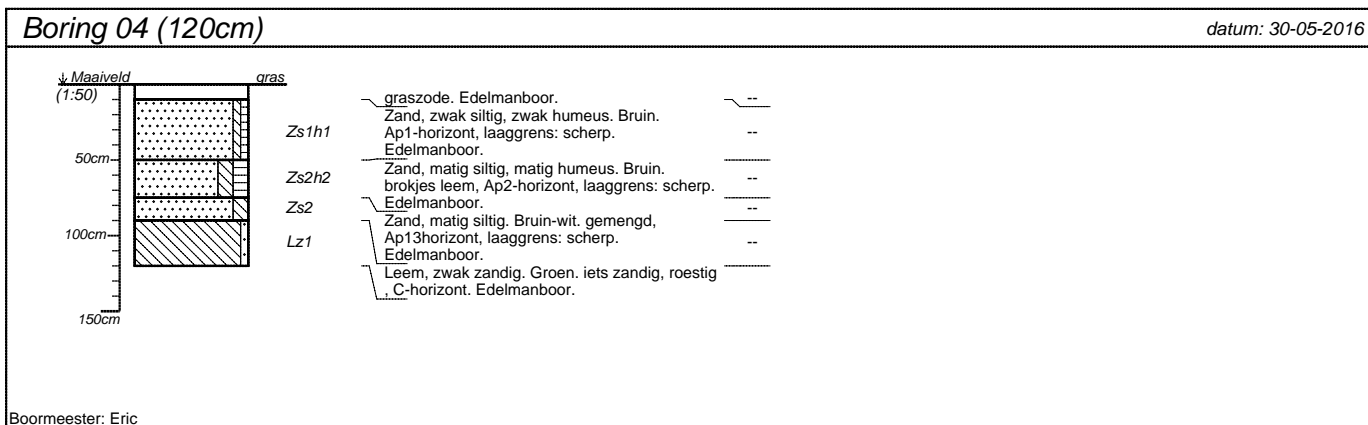 Boring 04 (120cm)
datum: 30-05-2016
Maaiveld
gras
(1:50)
50cm
100cm
150cm
Zs1h1
Zs2h2
Zs2
Lz1
graszode. Edelmanboor.
Zand, zwak siltig, zwak humeus. Bruin.
Ap1-horizont, laaggrens: scherp.
Edelmanboor.
Zand, matig siltig, matig humeus. Bruin.
brokjes leem, Ap2-horizont, laaggrens: scherp.
Edelmanboor.
Zand, matig siltig. Bruin-wit. gemengd,
Ap13horizont, laaggrens: scherp.
Edelmanboor.
Leem, zwak zandig. Groen. iets zandig, roestig
, C-horizont. Edelmanboor.
--
--
--
--
--
Boormeester: Eric